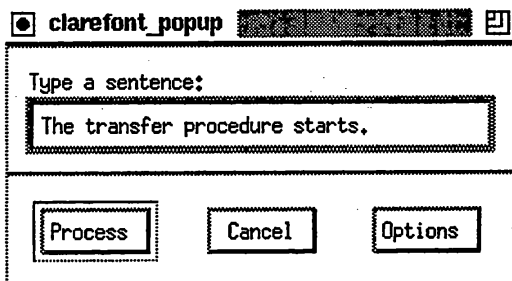 clarefont_popup
Type a sentence:
The transfer procedure starts.
Process Cancel Options